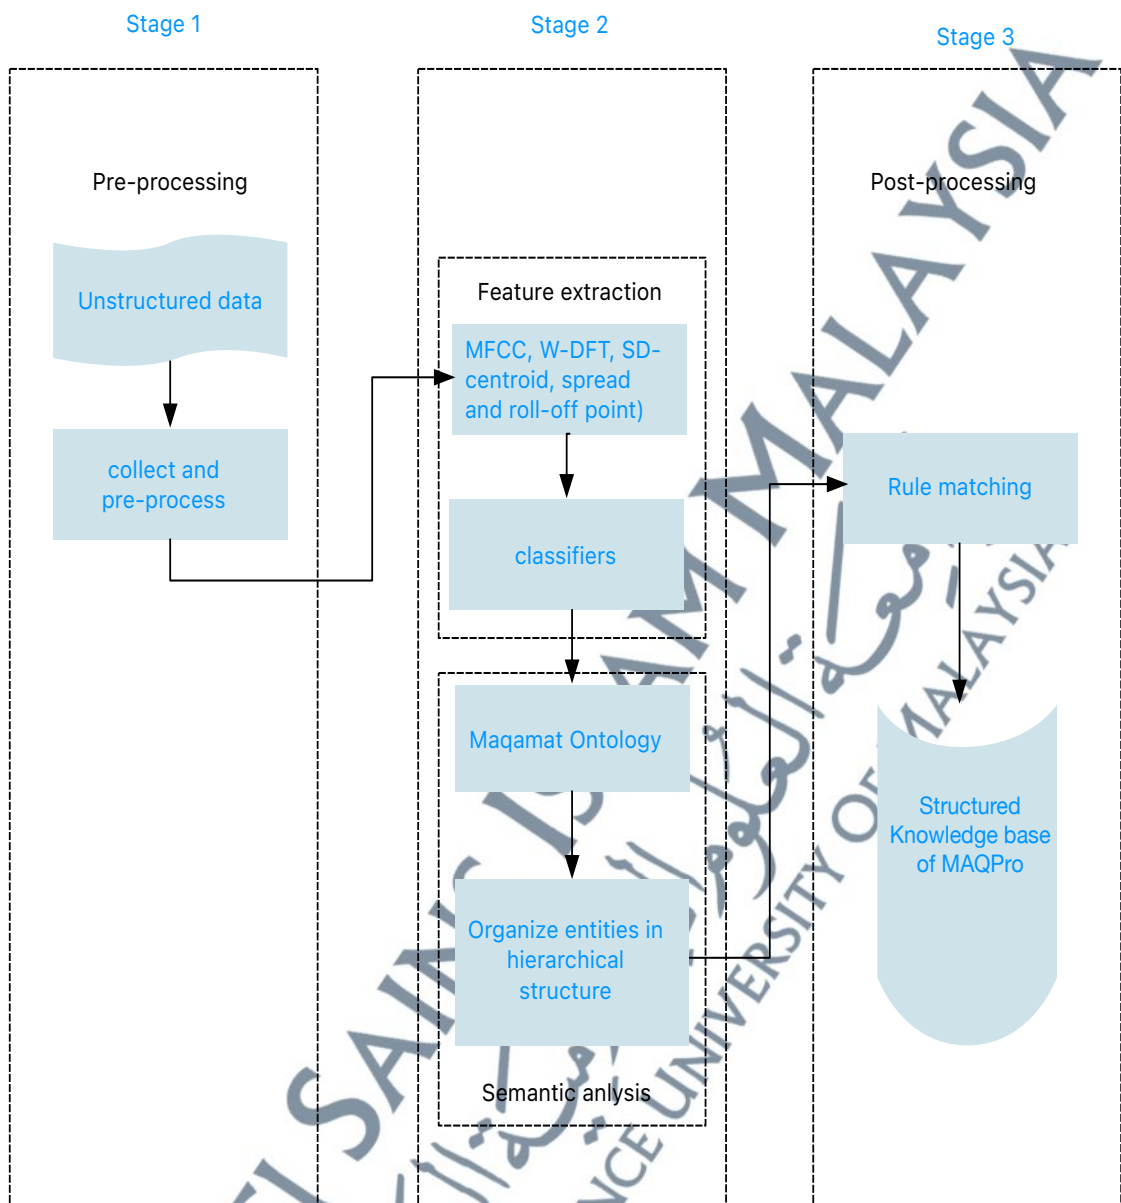 Stage 1
Stage 2
Stage 3
Pre-processing
Unstructured data
collect and
pre-process
Feature extraction
MFCC, W-DFT, SD-
centroid, spread
and roll-off point)
classifiers
Maqamat Ontology
Organize entities in
hierarchical
structure
Semantic anlysis
Post-processing
Rule matching
Structured
Knowledge base
of MAQPro
SAINS ISLAM MALAYSIA
UNIVERSITY OF MALAYSIA